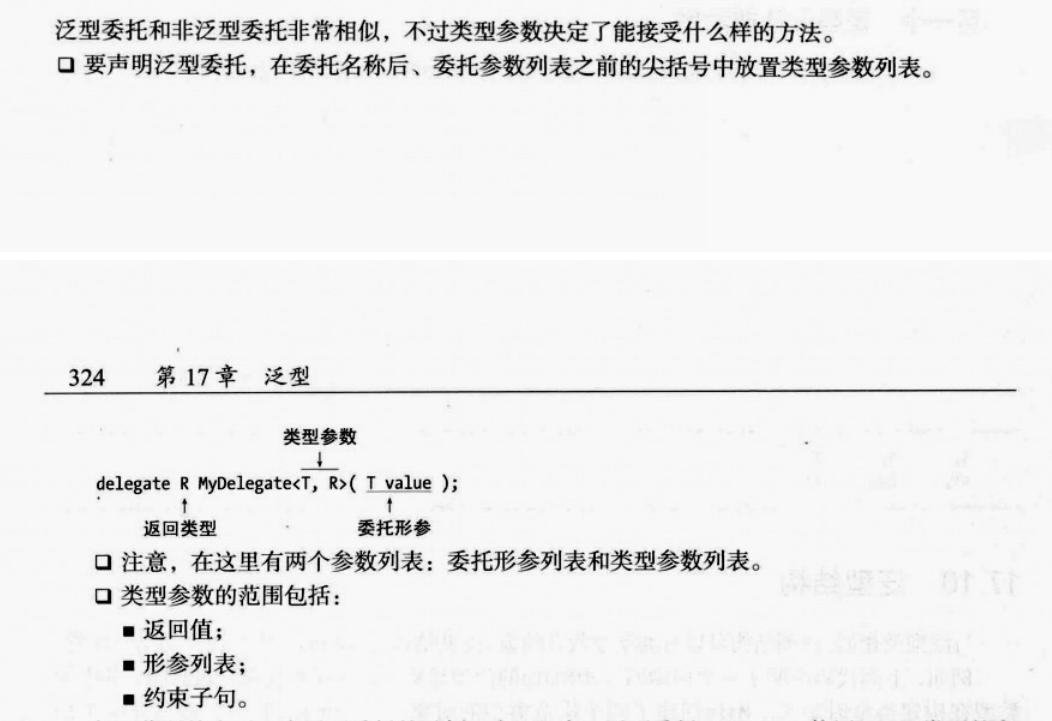 泛型委托和非泛型委托非常相似，不过类型参数决定了能接受什么样的方法。
❏ 要声明泛型委托，在委托名称后、委托参数列表之前的尖括号中放置类型参数列表。
324 第 17 章 泛型
类型参数
↓
delegate R MyDelegate<T, R>( T value );
↑ ↑
返回类型 委托形参
❏ 注意，在这里有两个参数列表：委托形参列表和类型参数列表。
❏ 类型参数的范围包括：
■ 返回值；
■ 形参列表；
■ 约束子句。